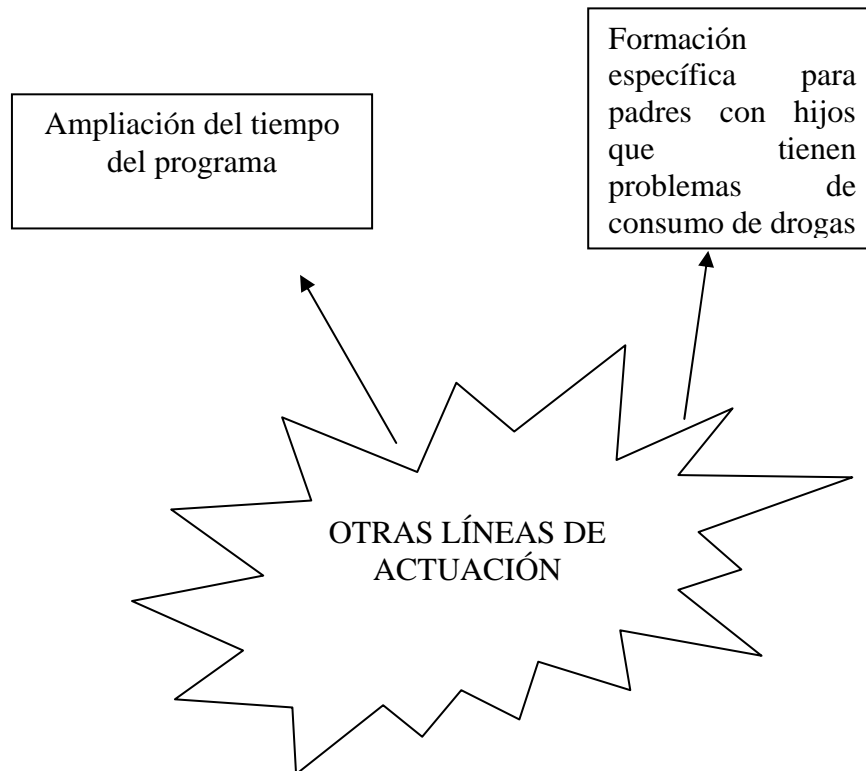 Formación
específica para
padres con hijos
que tienen
problemas de
consumo de drogas
Ampliación del tiempo
del programa
OTRAS LÍNEAS DE
ACTUACIÓN